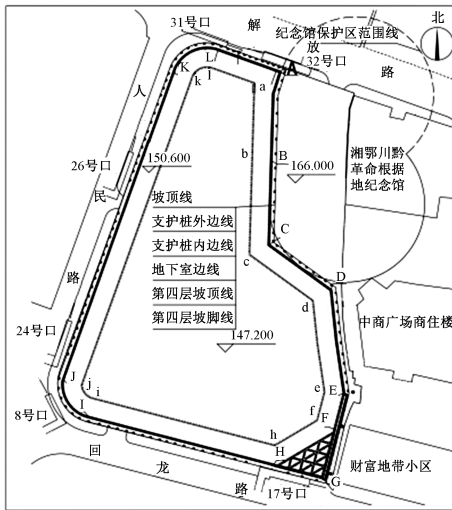 31号口
解
放
路
北
纪念馆保护区范围线
32号口
A
L
l
K
k
a
人
民
路
b
B
湘鄂川黔
革命根据
地纪念馆
26号口
150.600
166.000
坡顶线
支护桩外边线
支护桩内边线
地下室边线
第四层坡顶线
第四层坡脚线
C
c
D
d
中商广场商住楼
24号口
147.200
J
j
i
I
e
E
f
F
8号口
h
H
G
回
龙
路
17号口
财富地带小区